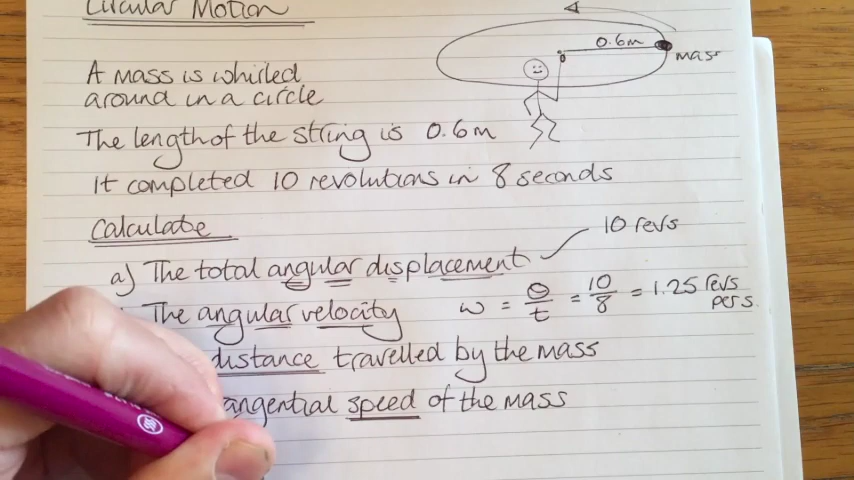 Circular Motion
0.6m
mass
A mass is whirled
around in a circle
The length of the string is 0.6m
It completed 10 revolutions in 8 seconds
Calculate
10 revs
a) The total angular displacement
The angular velocity ω = θ/t = 10/8 = 1.25 revs
per s.
distance travelled by the mass
tangential speed of the mass